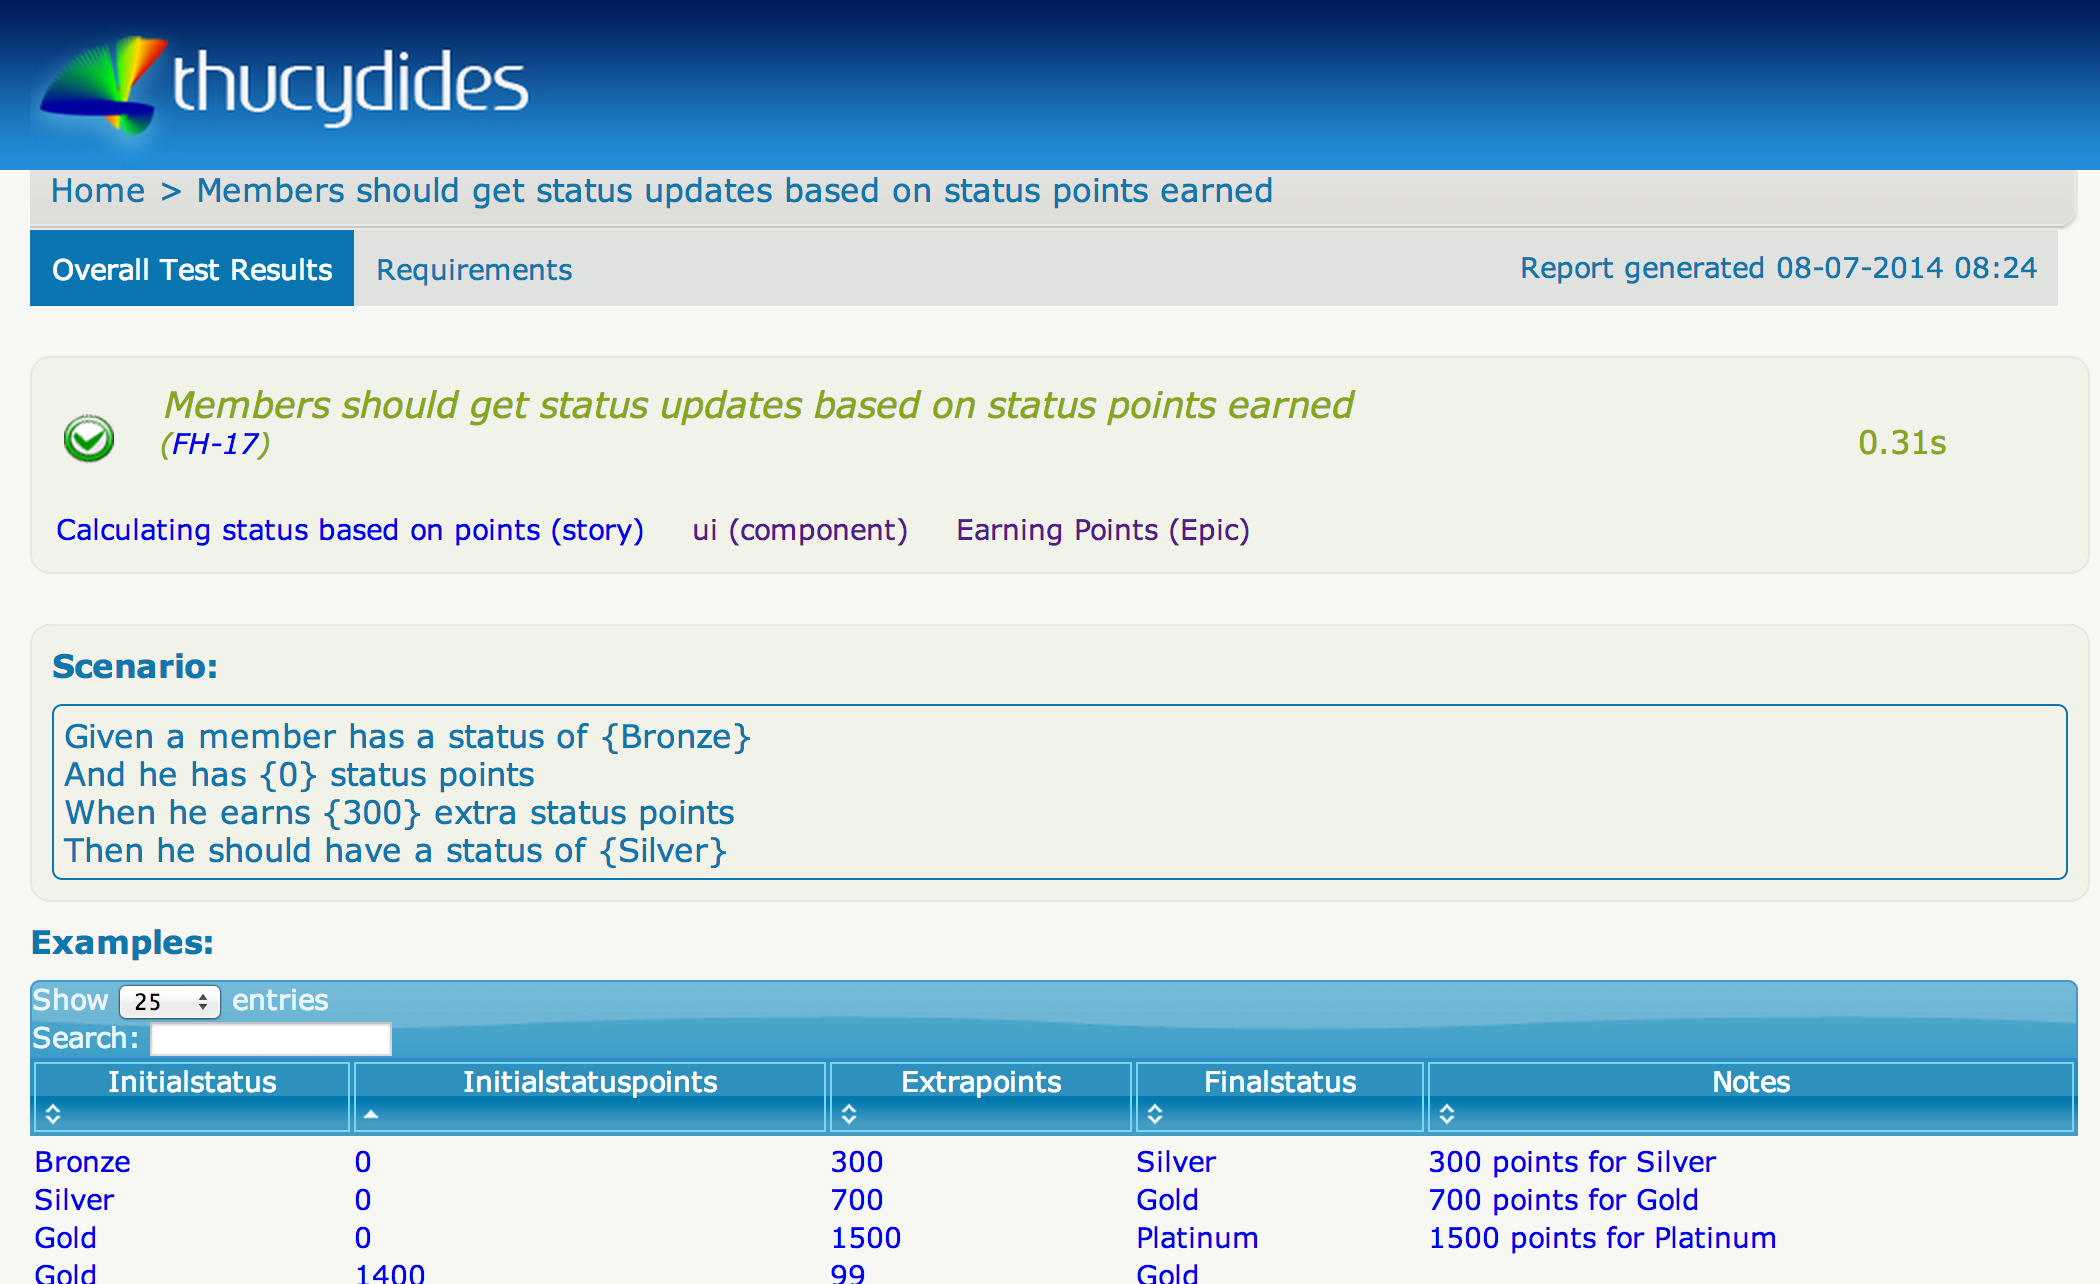 thucydides
Home > Members should get status updates based on status points earned
Overall Test Results Requirements Report generated 08-07-2014 08:24
Members should get status updates based on status points earned
(FH-17) 0.31s
Calculating status based on points (story) ui (component) Earning Points (Epic)
Scenario:
Given a member has a status of {Bronze}
And he has {0} status points
When he earns {300} extra status points
Then he should have a status of {Silver}
Examples:
Show 25 entries
Search:
Initialstatus Initialstatuspoints Extrapoints Finalstatus Notes
Bronze 0 300 Silver 300 points for Silver
Silver 0 700 Gold 700 points for Gold
Gold 0 1500 Platinum 1500 points for Platinum
Gold 1400 99 Gold